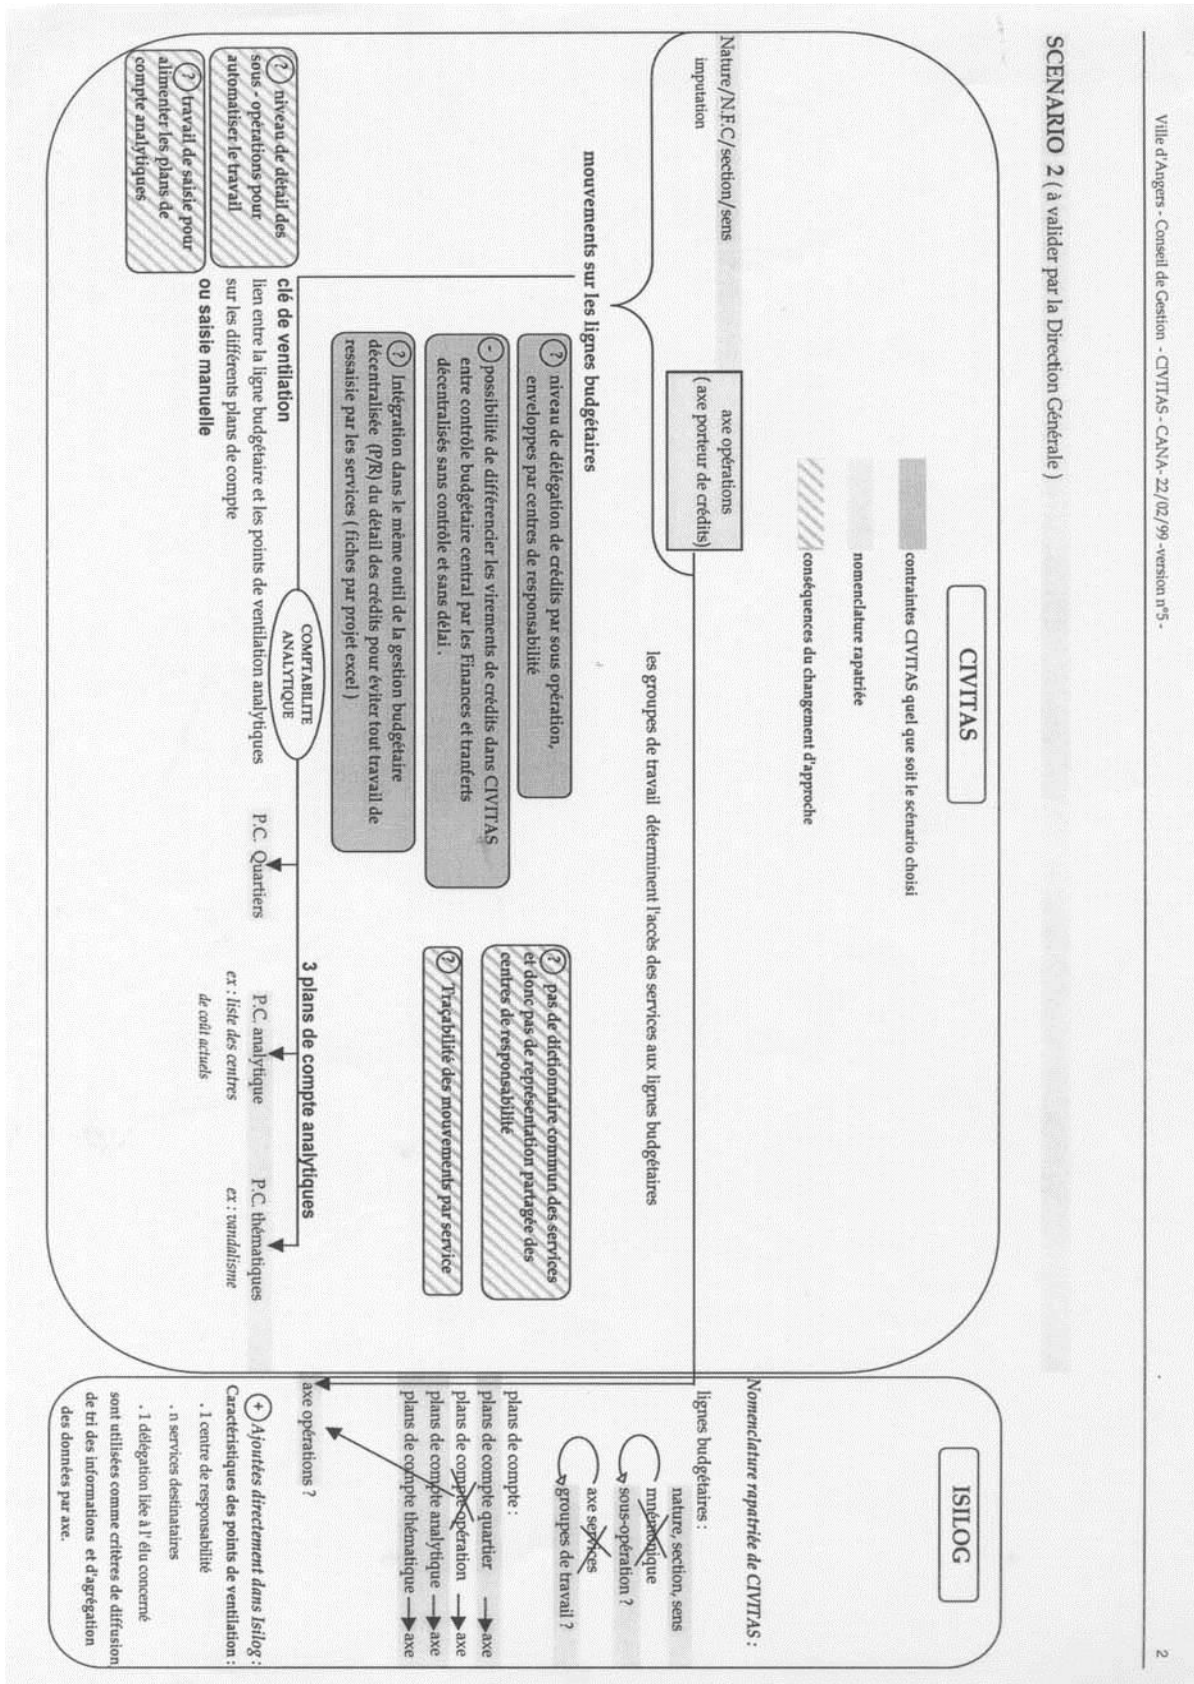 Ville d'Angers - Conseil de Gestion - CIVITAS - CANA- 22/02/99 -version n°5 -
2
SCENARIO 2 ( à valider par la Direction Générale )
CIVITAS
contraintes CIVITAS quel que soit le scénario choisi
nomenclature rapatriée
conséquences du changement d'approche
Nature/N.F.C/section/sens
imputation
axe opérations
( axe porteur de crédits)
les groupes de travail déterminent l'accès des services aux lignes budgétaires
mouvements sur les lignes budgétaires
? niveau de délégation de crédits par sous opération,
enveloppes par centres de responsabilité
- possibilité de différencier les virements de crédits dans CIVITAS
entre contrôle budgétaire central par les Finances et tranferts
décentralisés sans contrôle et sans délai .
? Intégration dans le même outil de la gestion budgétaire
décentralisée (P/R) du détail des crédits pour éviter tout travail de
ressaisie par les services ( fiches par projet excel )
? pas de dictionnaire commun des services
et donc pas de représentation partagée des
centres de responsabilité
? Traçabilité des mouvements par service
? niveau de détail des
sous - opérations pour
automatiser le travail
? travail de saisie pour
alimenter les plans de
compte analytiques
clé de ventilation
lien entre la ligne budgétaire et les points de ventilation analytiques
sur les différents plans de compte
ou saisie manuelle
COMPTABILITE
ANALYTIQUE
3 plans de compte analytiques
P.C. Quartiers
P.C. analytique
ex : liste des centres
de coût actuels
P.C. thématiques
ex : vandalisme
ISILOG
Nomenclature rapatriée de CIVITAS :
lignes budgétaires :
nature, section, sens
mnémonique
sous-opération ?
axe services
groupes de travail ?
plans de compte :
plans de compte quartier axe
plans de compte opération axe
plans de compte analytique axe
plans de compte thématique axe
axe opérations ?
+ Ajoutées directement dans Isilog :
Caractéristiques des points de ventilation :
. 1 centre de responsabilité
. n services destinataires
. 1 délégation liée à l' élu concerné
sont utilisées comme critères de diffusion,
de tri des informations et d'agrégation
des données par axe.